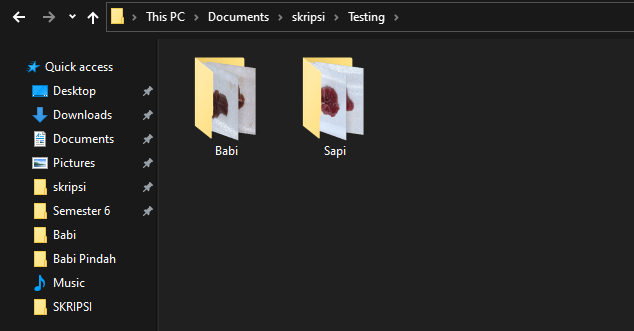 This PC > Documents > skripsi > Testing >
Quick access
Desktop
Downloads
Documents
Pictures
skripsi
Semester 6
Babi
Babi Pindah
Music
SKRIPSI
Babi
Sapi